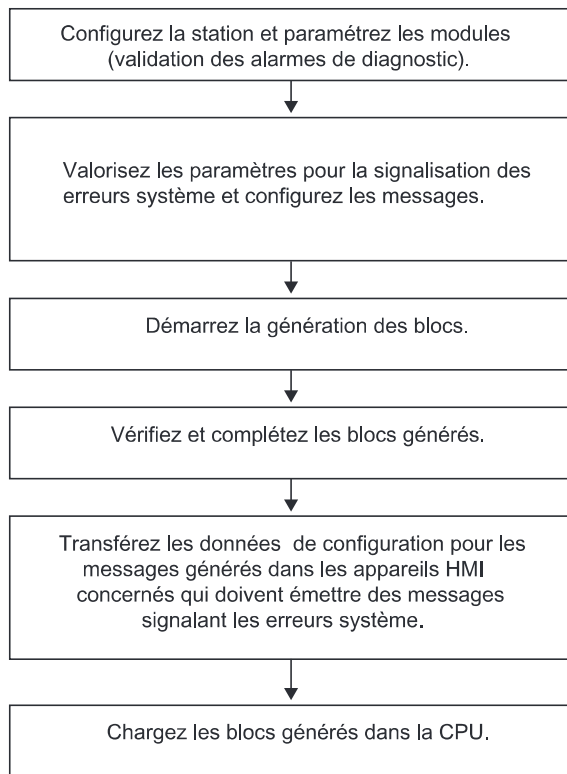 Configurez la station et paramétrez les modules
(validation des alarmes de diagnostic).
Valorisez les paramètres pour la signalisation des
erreurs système et configurez les messages.
Démarrez la génération des blocs.
Vérifiez et complétez les blocs générés.
Transférez les données de configuration pour les
messages générés dans les appareils HMI
concernés qui doivent émettre des messages
signalant les erreurs système.
Chargez les blocs générés dans la CPU.